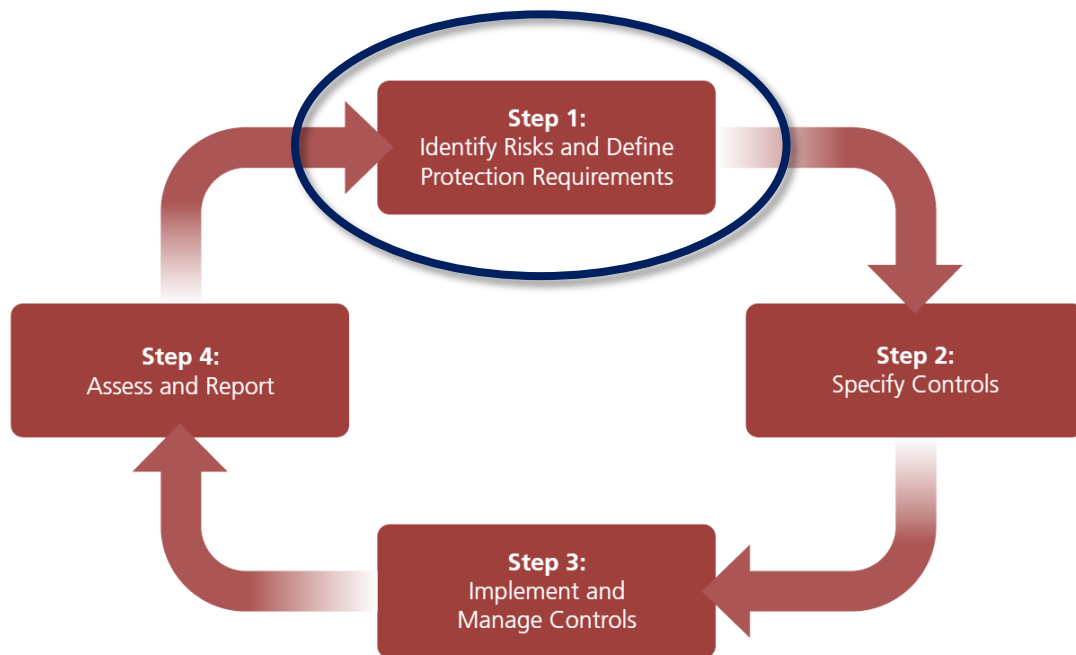 Step 1:
Identify Risks and Define
Protection Requirements
Step 2:
Specify Controls
Step 3:
Implement and
Manage Controls
Step 4:
Assess and Report